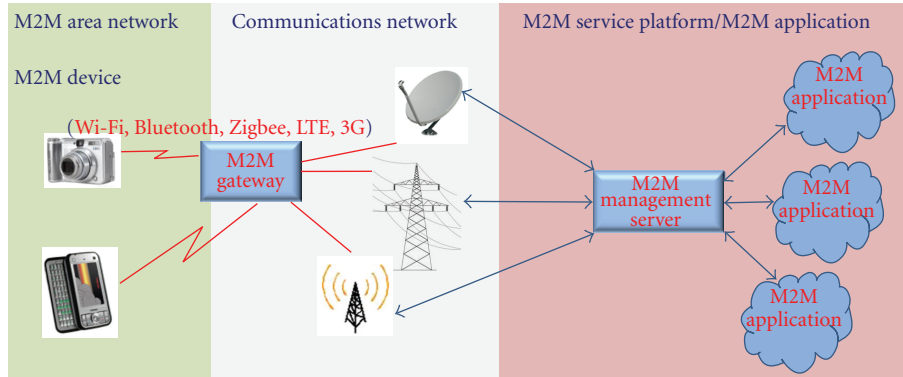 M2M area network
Communications network
M2M service platform/M2M application
M2M device
(Wi-Fi, Bluetooth, Zigbee, LTE, 3G)
M2M
gateway
M2M
management
server
M2M
application
M2M
application
M2M
application